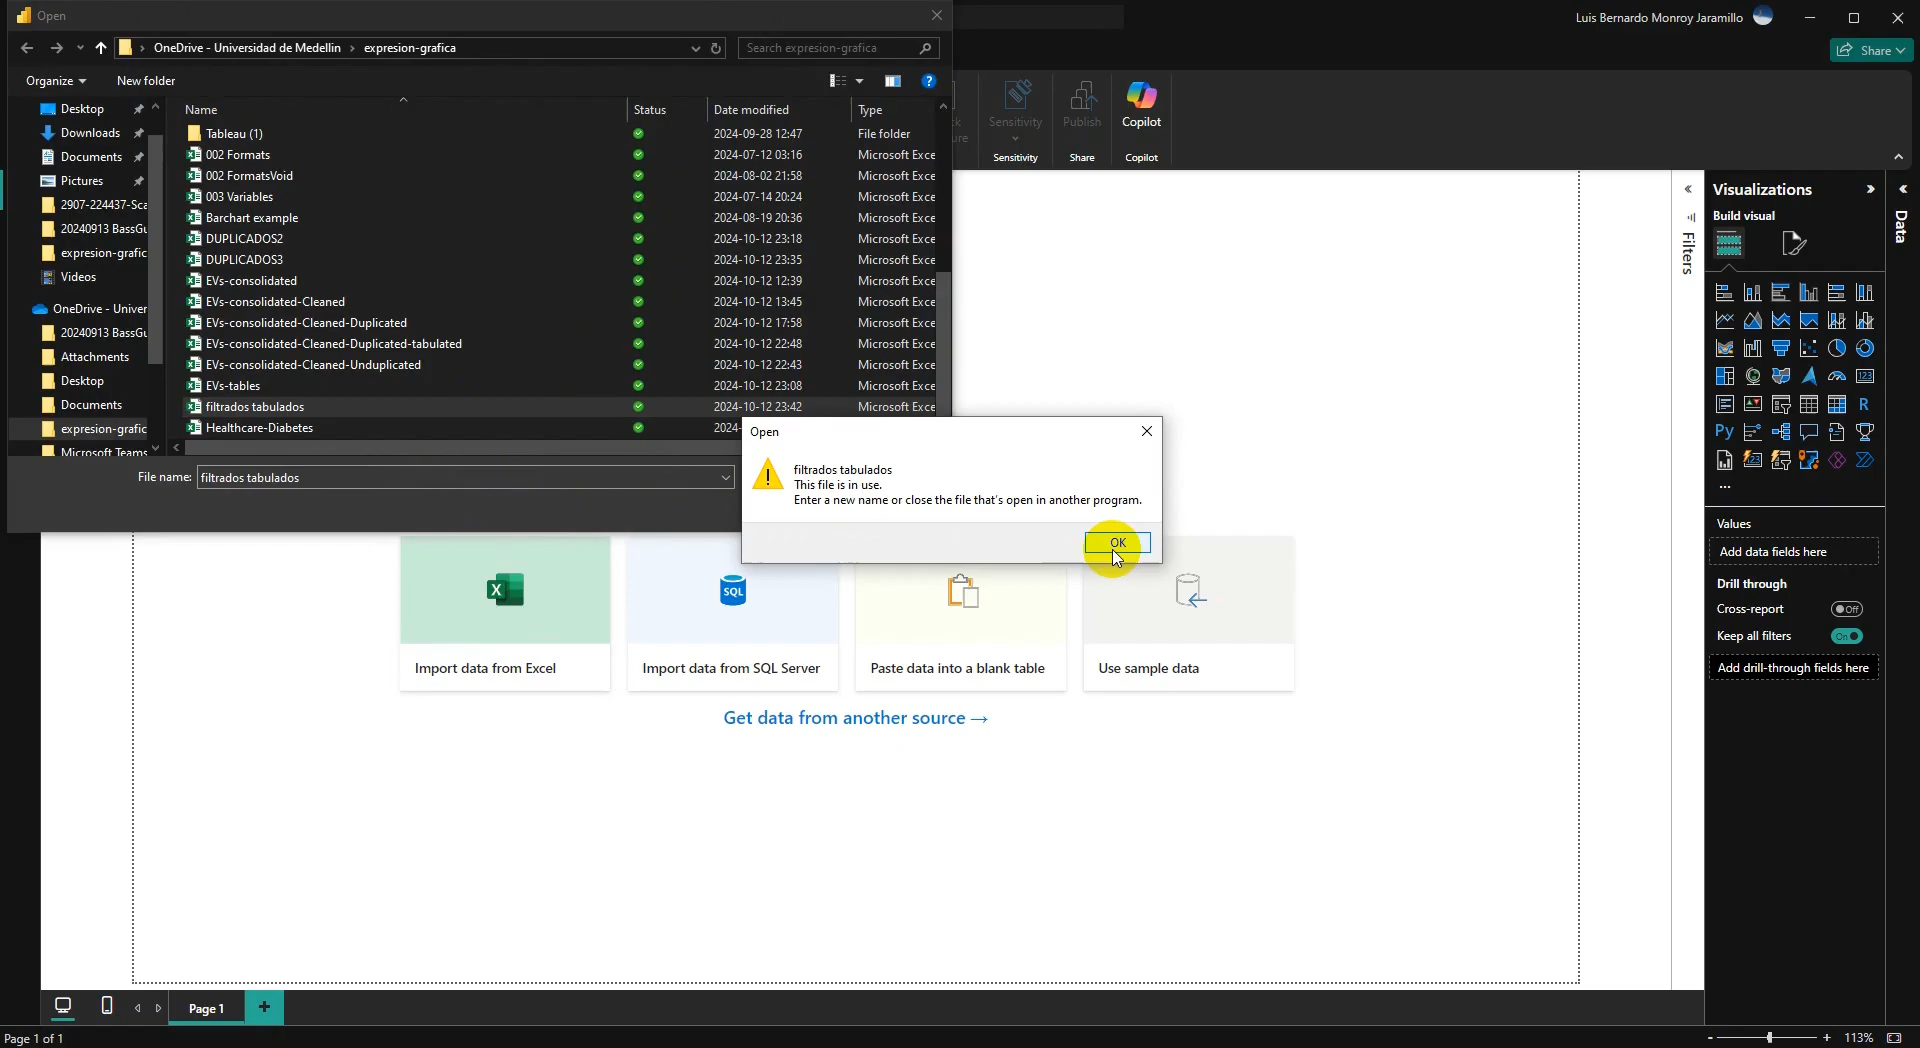 Open
Luis Bernardo Monroy Jaramillo
OneDrive - Universidad de Medellin
expresion-grafica
Search expresion-grafica
Share
Organize
New folder
Name
Status
Date modified
Type
Desktop
Downloads
Documents
Pictures
2907-224437-Sca
20240913 BassGu
expresion-grafic
Videos
OneDrive - Univer
20240913 BassGu
Attachments
Desktop
Documents
expresion-grafic
Microsoft Teams
Tableau (1) 2024-09-28 12:47 File folder
002 Formats 2024-07-12 03:16 Microsoft Exce
002 FormatsVoid 2024-08-02 21:58 Microsoft Exce
003 Variables 2024-07-14 20:24 Microsoft Exce
Barchart example 2024-08-19 20:36 Microsoft Exce
DUPLICADOS2 2024-10-12 23:18 Microsoft Exce
DUPLICADOS3 2024-10-12 23:35 Microsoft Exce
EVs-consolidated 2024-10-12 12:39 Microsoft Exce
EVs-consolidated-Cleaned 2024-10-12 13:45 Microsoft Exce
EVs-consolidated-Cleaned-Duplicated 2024-10-12 17:58 Microsoft Exce
EVs-consolidated-Cleaned-Duplicated-tabulated 2024-10-12 22:48 Microsoft Exce
EVs-consolidated-Cleaned-Unduplicated 2024-10-12 22:43 Microsoft Exce
EVs-tables 2024-10-12 23:08 Microsoft Exce
filtrados tabulados 2024-10-12 23:42 Microsoft Exce
Healthcare-Diabetes 2024-
File name: filtrados tabulados
Open
filtrados tabulados
This file is in use.
Enter a new name or close the file that's open in another program.
OK
ck
ure
Sensitivity
Publish
Copilot
Sensitivity
Share
Copilot
Import data from Excel
SQL
Import data from SQL Server
Paste data into a blank table
Use sample data
Get data from another source →
Filters
Visualizations
Data
Build visual
123
R
Py
Values
Add data fields here
Drill through
Cross-report
Off
Keep all filters
On
Add drill-through fields here
Page 1
+
Page 1 of 1
- + 113%